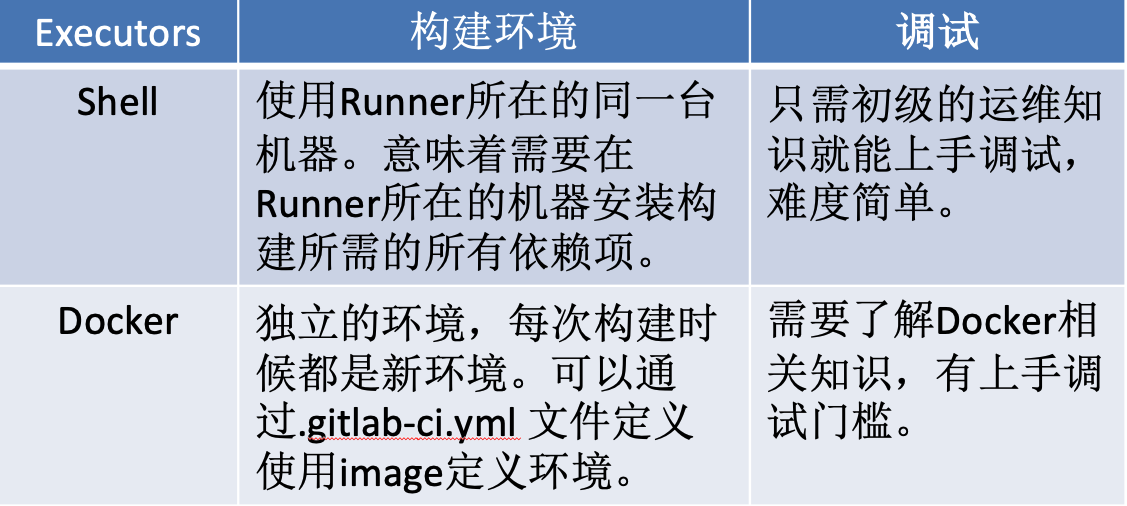 Executors
构建环境
调试
Shell
使用Runner所在的同一台
机器。意味着需要在
Runner所在的机器安装构
建所需的所有依赖项。
只需初级的运维知
识就能上手调试，
难度简单。
Docker
独立的环境，每次构建时
候都是新环境。可以通
过.gitlab-ci.yml 文件定义
使用image定义环境。
需要了解Docker相
关知识，有上手调
试门槛。